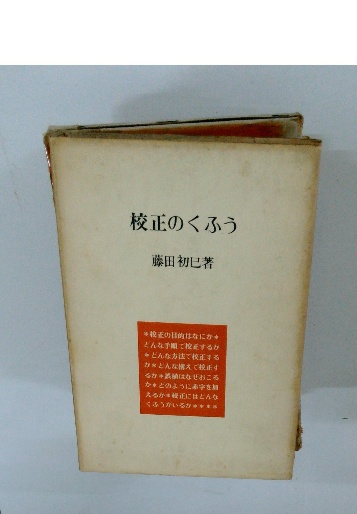 校正のくふう
藤田初巳著
＊校正の目的はなにか＊
どんな手順で校正するか
＊どんな方法で校正する
か＊どんな構えで校正す
るか＊誤植はなぜおこる
か＊どのように赤字を加
えるか＊校正にはどんな
くふうがいるか＊＊＊＊